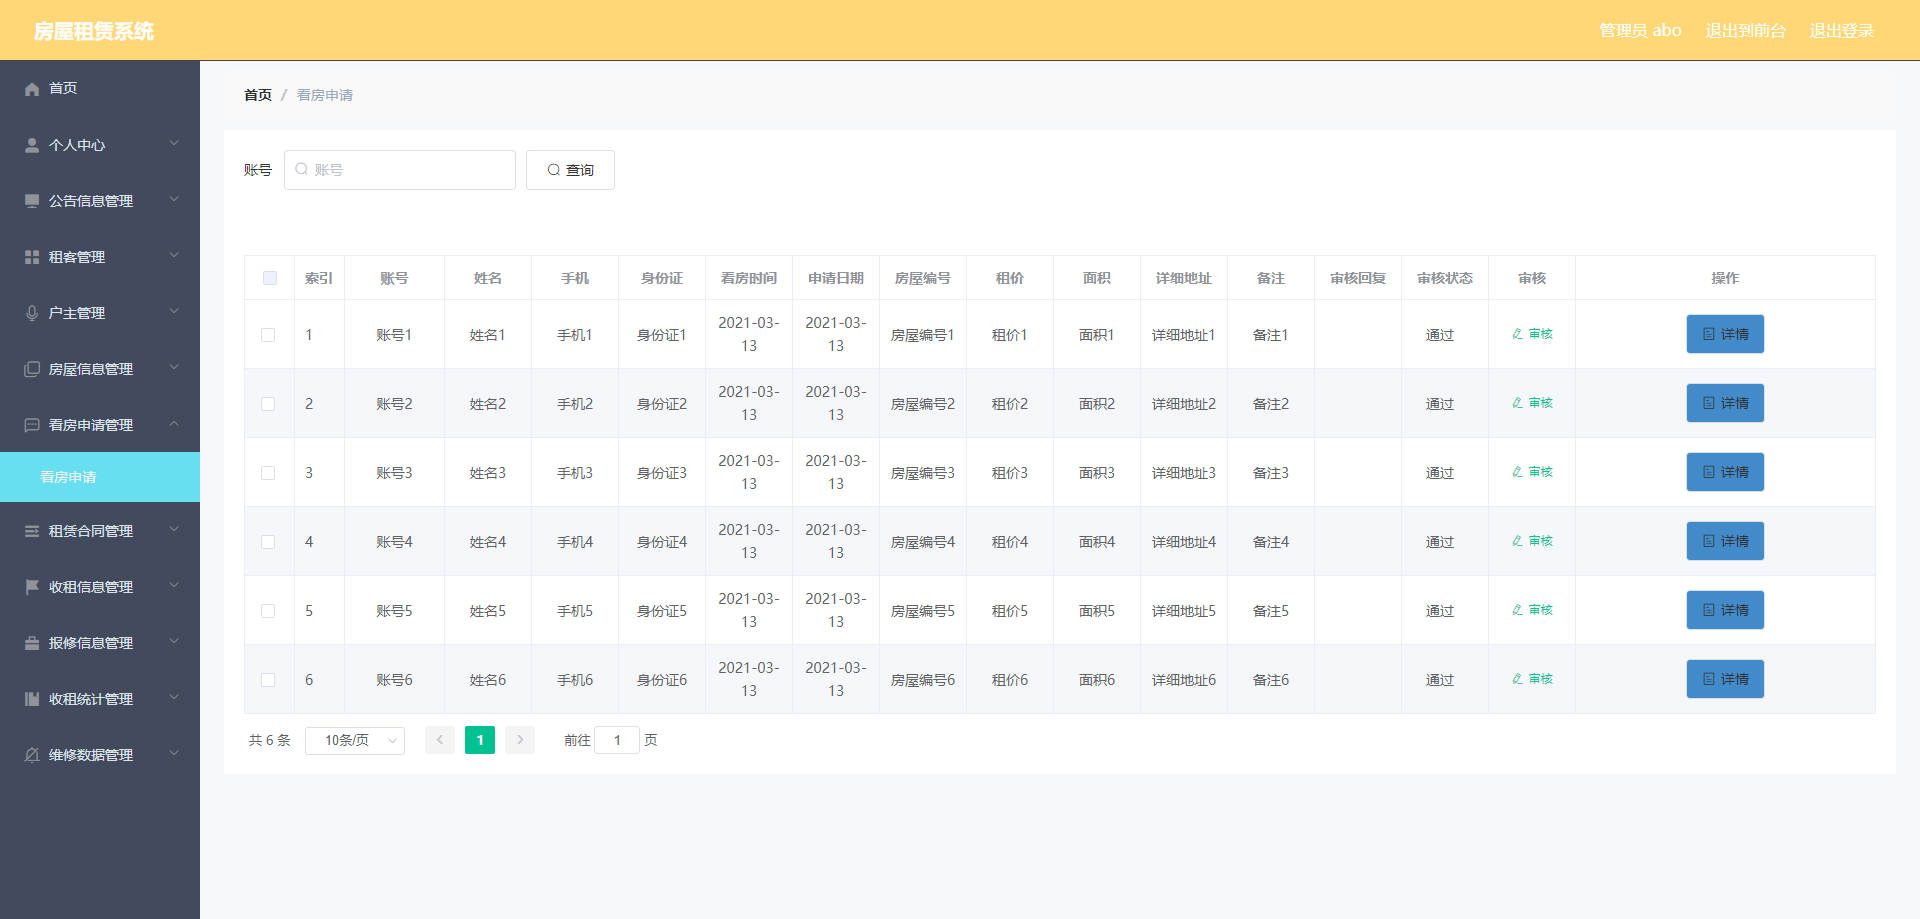 房屋租赁系统
管理员 abo 退出到前台 退出登录
首页
个人中心
公告信息管理
租客管理
户主管理
房屋信息管理
看房申请管理
看房申请
租赁合同管理
收租信息管理
报修信息管理
收租统计管理
维修数据管理
首页 / 看房申请
账号 账号 查询
索引 账号 姓名 手机 身份证 看房时间 申请日期 房屋编号 租价 面积 详细地址 备注 审核回复 审核状态 审核 操作
1 账号1 姓名1 手机1 身份证1 2021-03-13 2021-03-13 房屋编号1 租价1 面积1 详细地址1 备注1 通过 审核 详情
2 账号2 姓名2 手机2 身份证2 2021-03-13 2021-03-13 房屋编号2 租价2 面积2 详细地址2 备注2 通过 审核 详情
3 账号3 姓名3 手机3 身份证3 2021-03-13 2021-03-13 房屋编号3 租价3 面积3 详细地址3 备注3 通过 审核 详情
4 账号4 姓名4 手机4 身份证4 2021-03-13 2021-03-13 房屋编号4 租价4 面积4 详细地址4 备注4 通过 审核 详情
5 账号5 姓名5 手机5 身份证5 2021-03-13 2021-03-13 房屋编号5 租价5 面积5 详细地址5 备注5 通过 审核 详情
6 账号6 姓名6 手机6 身份证6 2021-03-13 2021-03-13 房屋编号6 租价6 面积6 详细地址6 备注6 通过 审核 详情
共 6 条 10条/页 1 前往 1 页